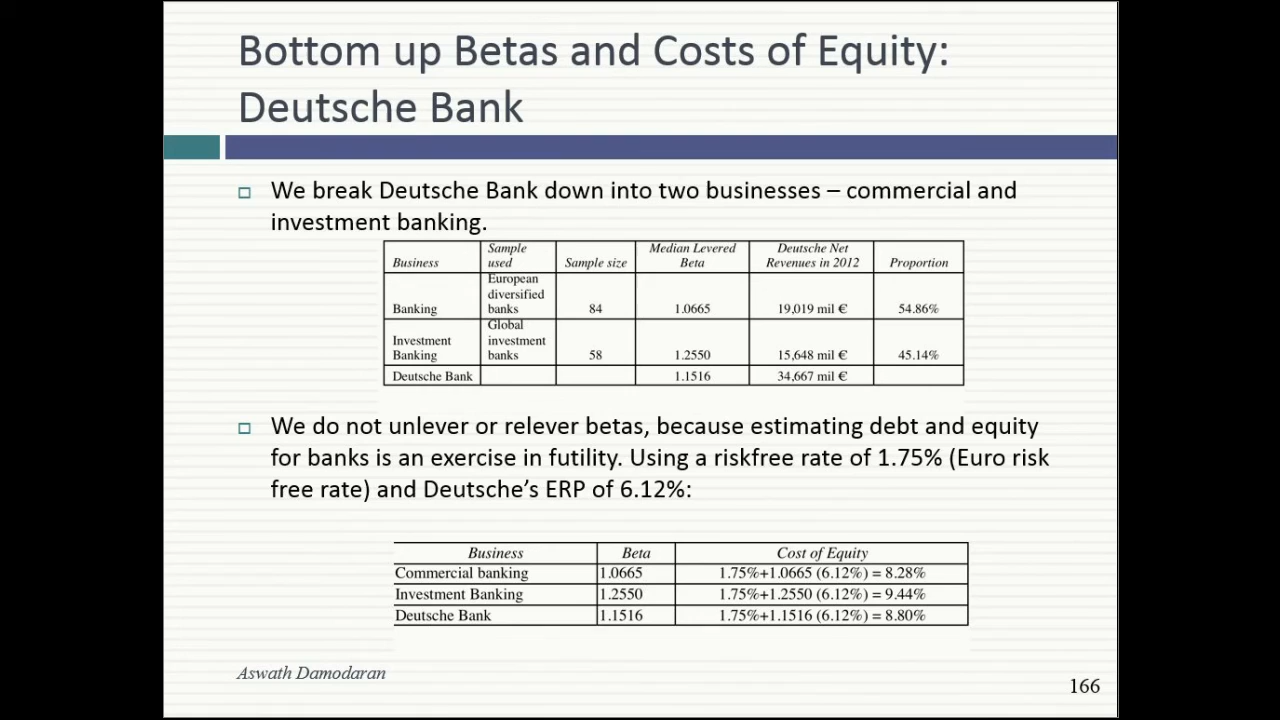 Bottom up Betas and Costs of Equity:
Deutsche Bank
We break Deutsche Bank down into two businesses – commercial and
investment banking.
Business Sample used Sample size Median Levered Beta Deutsche Net Revenues in 2012 Proportion
Banking European diversified banks 84 1.0665 19,019 mil € 54.86%
Investment Banking Global investment banks 58 1.2550 15,648 mil € 45.14%
Deutsche Bank 1.1516 34,667 mil €
We do not unlever or relever betas, because estimating debt and equity
for banks is an exercise in futility. Using a riskfree rate of 1.75% (Euro risk
free rate) and Deutsche’s ERP of 6.12%:
Business Beta Cost of Equity
Commercial banking 1.0665 1.75%+1.0665 (6.12%) = 8.28%
Investment Banking 1.2550 1.75%+1.2550 (6.12%) = 9.44%
Deutsche Bank 1.1516 1.75%+1.1516 (6.12%) = 8.80%
Aswath Damodaran
166